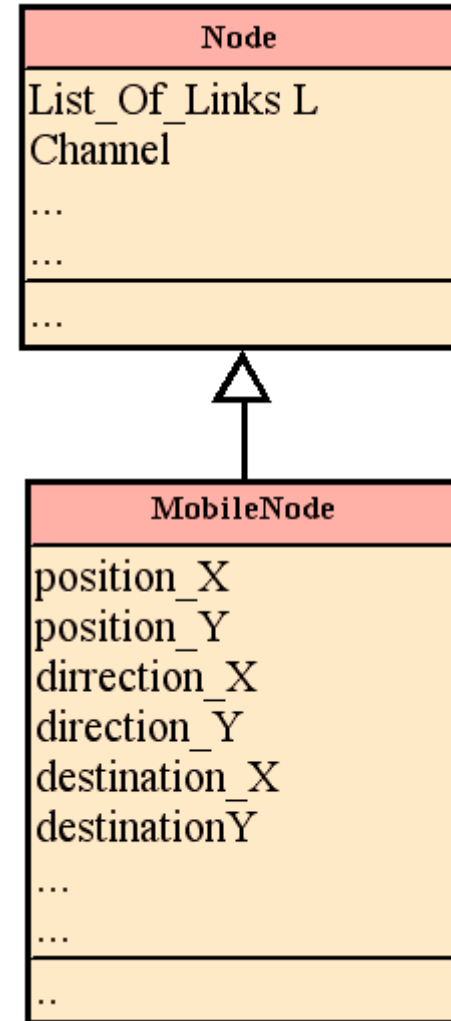 Node
List_Of_Links L
Channel
...
...
...
MobileNode
position_X
position_Y
dirrection_X
direction_Y
destination_X
destinationY
...
...
..